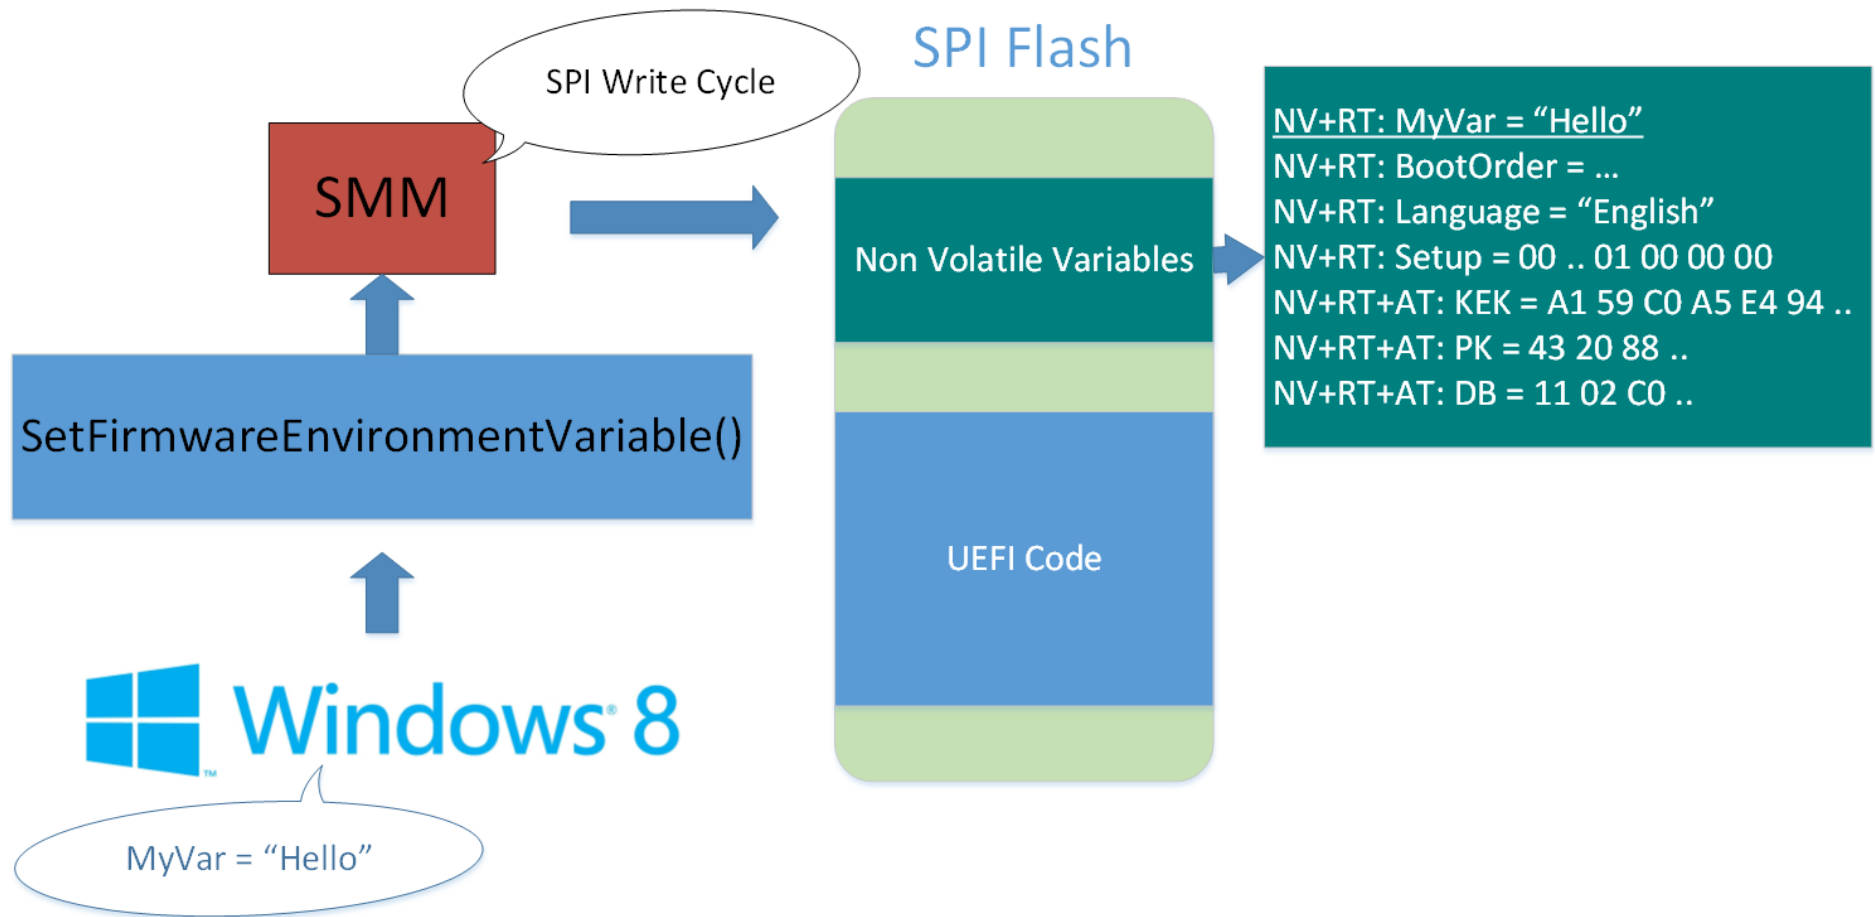 SPI Flash
SPI Write Cycle
SMM
SetFirmwareEnvironmentVariable()
Windows® 8
™
MyVar = “Hello”
Non Volatile Variables
UEFI Code
NV+RT: MyVar = “Hello”
NV+RT: BootOrder = ...
NV+RT: Language = “English”
NV+RT: Setup = 00 .. 01 00 00 00
NV+RT+AT: KEK = A1 59 C0 A5 E4 94 ..
NV+RT+AT: PK = 43 20 88 ..
NV+RT+AT: DB = 11 02 C0 ..